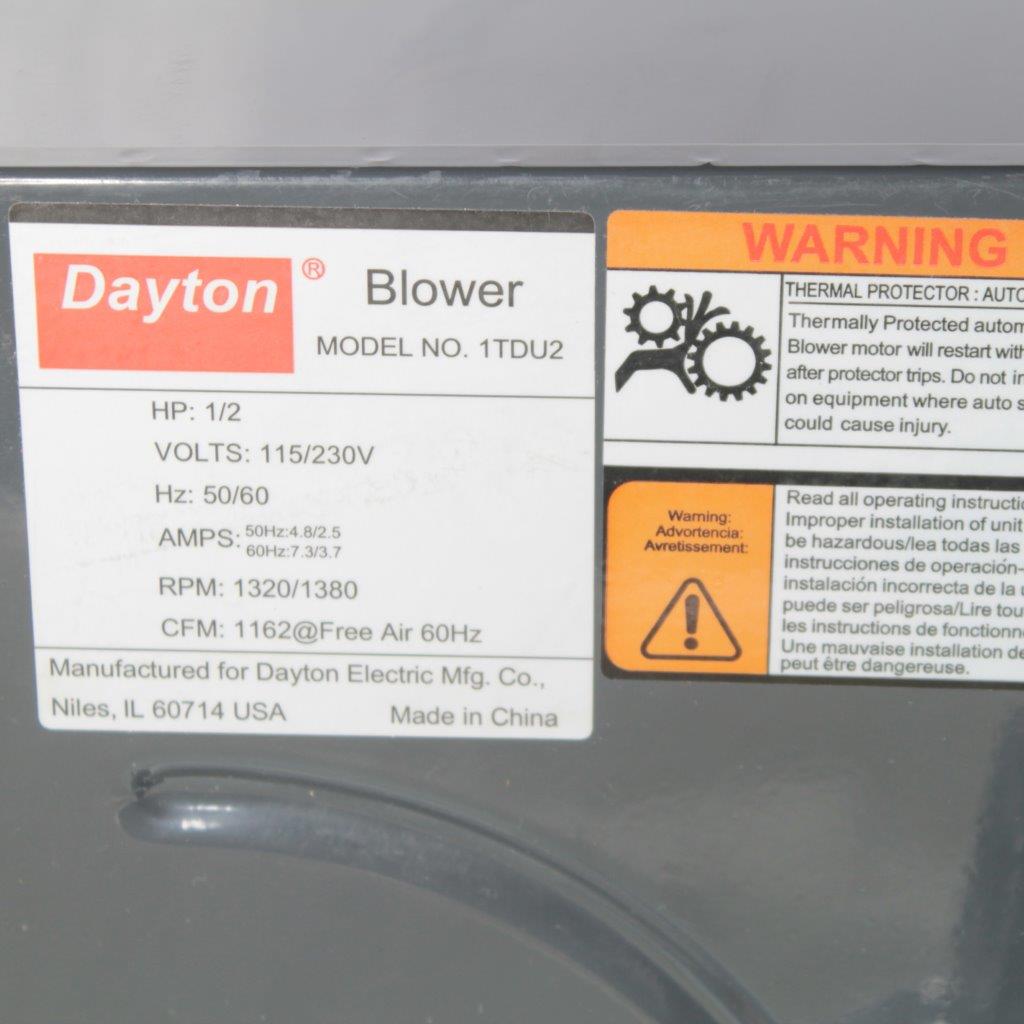 Dayton® Blower
MODEL NO. 1TDU2
HP: 1/2
VOLTS: 115/230V
Hz: 50/60
AMPS: 50Hz:4.8/2.5
60Hz:7.3/3.7
RPM: 1320/1380
CFM: 1162@Free Air 60Hz
Manufactured for Dayton Electric Mfg. Co.,
Niles, IL 60714 USA Made in China
WARNING
THERMAL PROTECTOR : AUTO
Thermally Protected autom
Blower motor will restart with
after protector trips. Do not in
on equipment where auto s
could cause injury.
Warning:
Advortencia:
Avretissement:
Read all operating instructio
Improper installation of unit
be hazardous/lea todas las
instrucciones de operación-
instalación incorrecta de la u
puede ser peligrosa/Lire tou
les instructions de fonctionne
Une mauvaise installation de
peut être dangereuse.